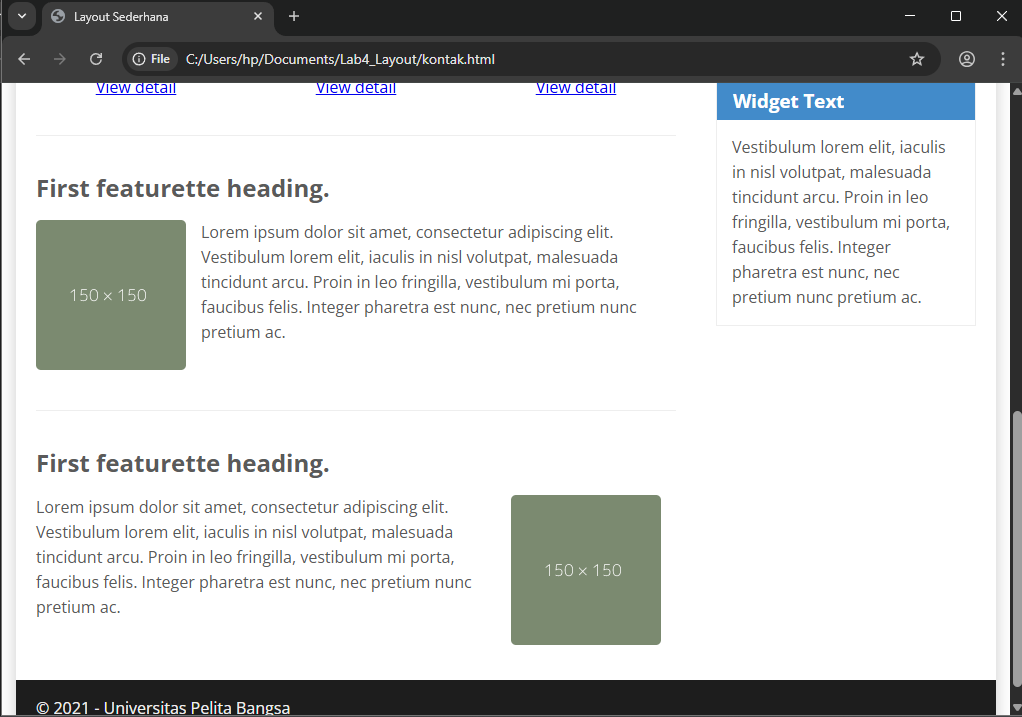 Layout Sederhana
File
C:/Users/hp/Documents/Lab4_Layout/kontak.html
View detail
View detail
View detail
First featurette heading.
150 × 150
Lorem ipsum dolor sit amet, consectetur adipiscing elit.
Vestibulum lorem elit, iaculis in nisl volutpat, malesuada
tincidunt arcu. Proin in leo fringilla, vestibulum mi porta,
faucibus felis. Integer pharetra est nunc, nec pretium nunc
pretium ac.
First featurette heading.
Lorem ipsum dolor sit amet, consectetur adipiscing elit.
Vestibulum lorem elit, iaculis in nisl volutpat, malesuada
tincidunt arcu. Proin in leo fringilla, vestibulum mi porta,
faucibus felis. Integer pharetra est nunc, nec pretium nunc
pretium ac.
150 × 150
Widget Text
Vestibulum lorem elit, iaculis
in nisl volutpat, malesuada
tincidunt arcu. Proin in leo
fringilla, vestibulum mi porta,
faucibus felis. Integer
pharetra est nunc, nec
pretium nunc pretium ac.
© 2021 - Universitas Pelita Bangsa